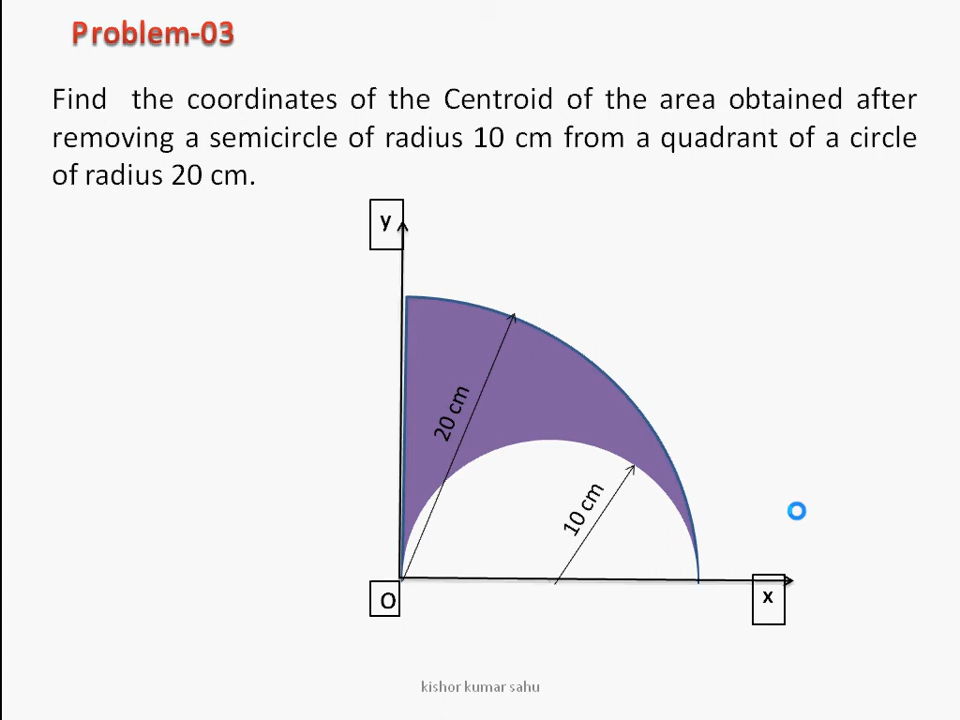 Problem-03
Find the coordinates of the Centroid of the area obtained after
removing a semicircle of radius 10 cm from a quadrant of a circle
of radius 20 cm.
y
20 cm
10 cm
O
x
kishor kumar sahu